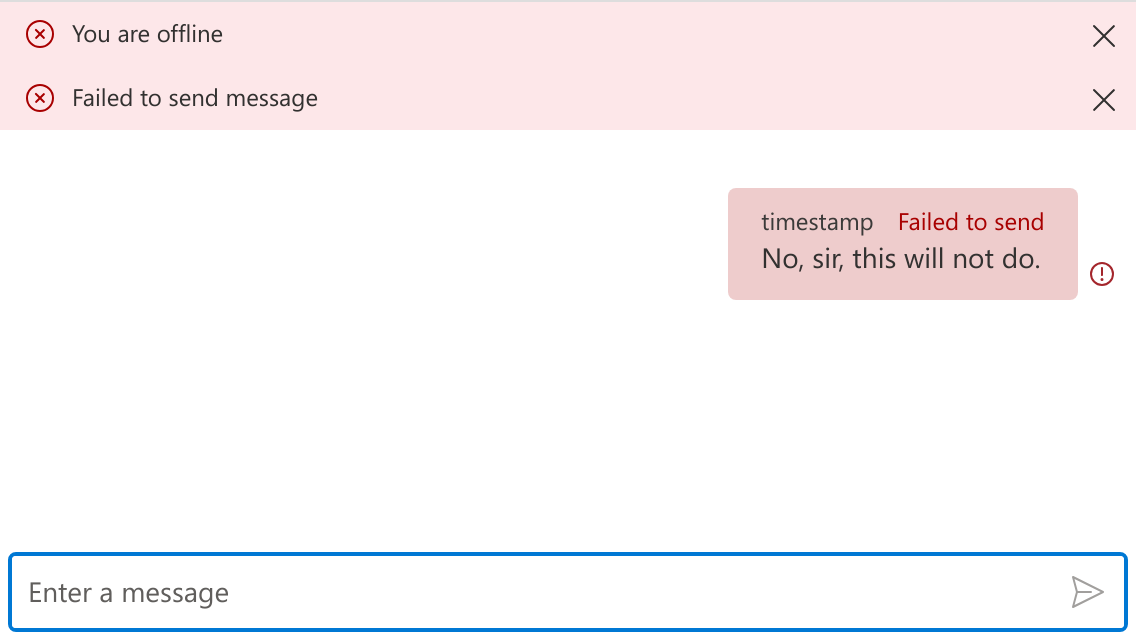 You are offline
Failed to send message
timestamp Failed to send
No, sir, this will not do.
Enter a message